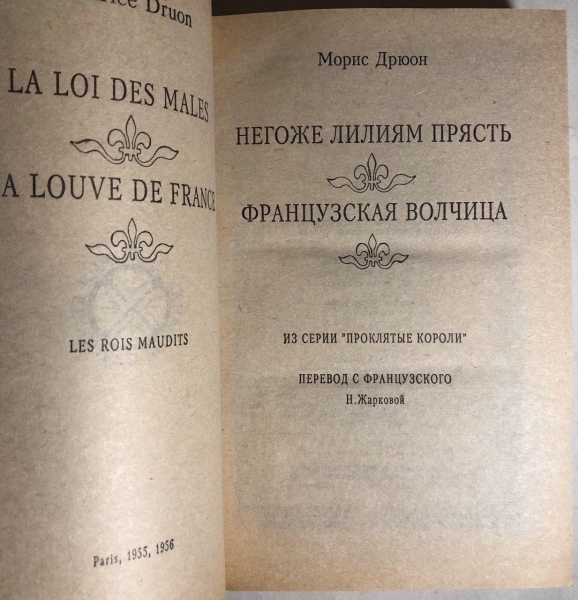 Druon
LA LOI DES MALES
LOUVE DE FRANCE
LES ROIS MAUDITS
Paris, 1955, 1956
Морис Дрюон
НЕГОЖЕ ЛИЛИЯМ ПРЯСТЬ
ФРАНЦУЗСКАЯ ВОЛЧИЦА
ИЗ СЕРИИ "ПРОКЛЯТЫЕ КОРОЛИ"
ПЕРЕВОД С ФРАНЦУЗСКОГО
Н.Жарковой